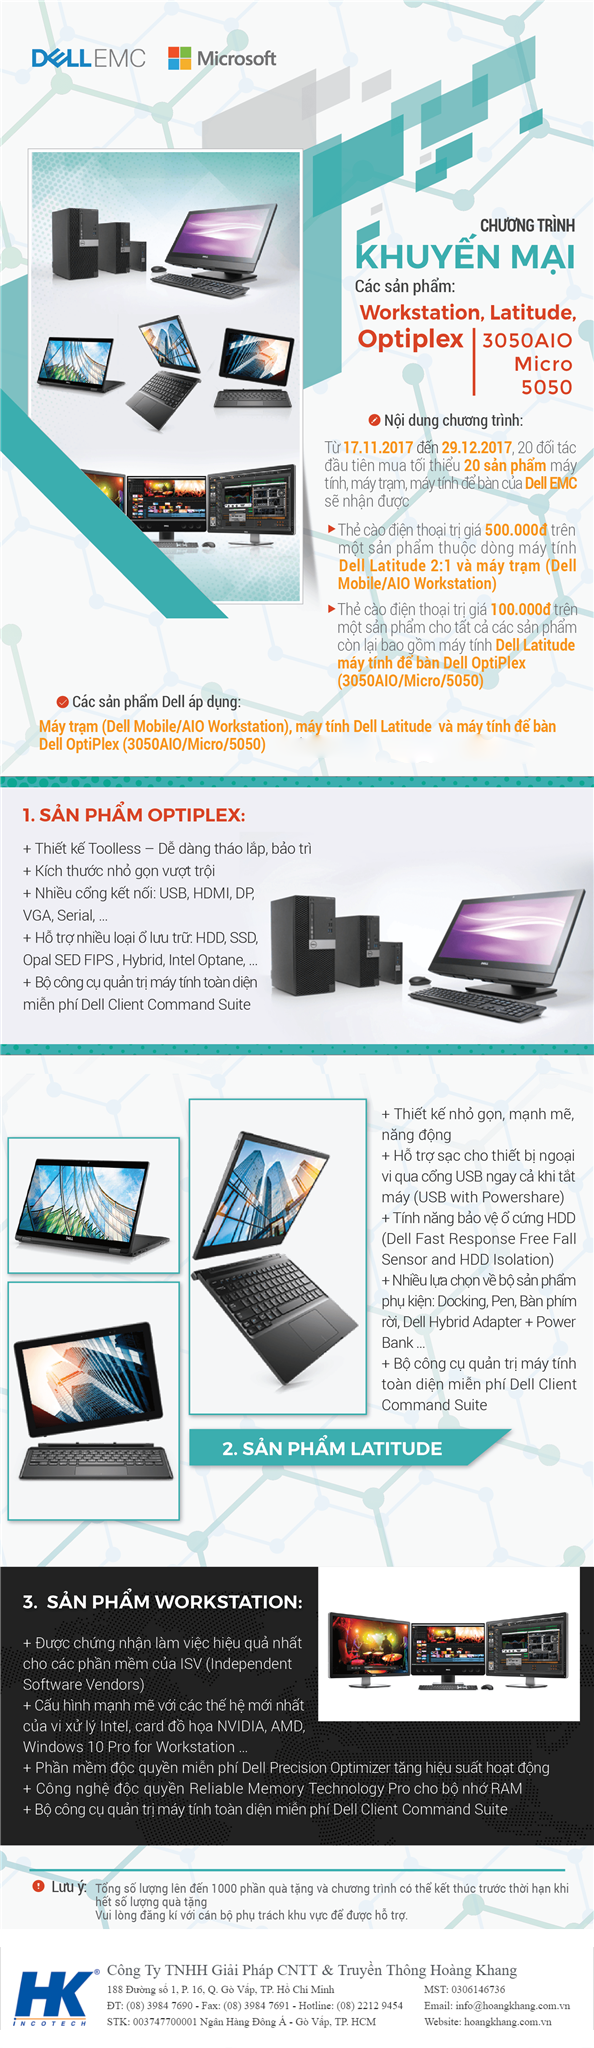 DELL EMC Microsoft
CHƯƠNG TRÌNH
KHUYẾN MẠI
Các sản phẩm:
Workstation, Latitude,
Optiplex 3050AIO
Micro
5050
Nội dung chương trình:
Từ 17.11.2017 đến 29.12.2017, 20 đối tác
đầu tiên mua tối thiểu 20 sản phẩm máy
tính, máy trạm, máy tính để bàn của Dell EMC
sẽ nhận được
Thẻ cào điện thoại trị giá 500.000đ trên
một sản phẩm thuộc dòng máy tính
Dell Latitude 2:1 và máy trạm (Dell
Mobile/AIO Workstation)
Thẻ cào điện thoại trị giá 100.000đ trên
một sản phẩm cho tất cả các sản phẩm
còn lại bao gồm máy tính Dell Latitude
máy tính để bàn Dell OptiPlex
(3050AIO/Micro/5050)
Các sản phẩm Dell áp dụng:
Máy trạm (Dell Mobile/AIO Workstation), máy tính Dell Latitude và máy tính để bàn
Dell OptiPlex (3050AIO/Micro/5050)
1. SẢN PHẨM OPTIPLEX:
+ Thiết kế Toolless – Dễ dàng tháo lắp, bảo trì
+ Kích thước nhỏ gọn vượt trội
+ Nhiều cổng kết nối: USB, HDMI, DP,
VGA, Serial, ...
+ Hỗ trợ nhiều loại ổ lưu trữ: HDD, SSD,
Opal SED FIPS , Hybrid, Intel Optane, ...
+ Bộ công cụ quản trị máy tính toàn diện
miễn phí Dell Client Command Suite
+ Thiết kế nhỏ gọn, mạnh mẽ,
năng động
+ Hỗ trợ sạc cho thiết bị ngoại
vi qua cổng USB ngay cả khi tắt
máy (USB with Powershare)
+ Tính năng bảo vệ ổ cứng HDD
(Dell Fast Response Free Fall
Sensor and HDD Isolation)
+ Nhiều lựa chọn về bộ sản phẩm
phụ kiện: Docking, Pen, Bàn phím
rời, Dell Hybrid Adapter + Power
Bank ...
+ Bộ công cụ quản trị máy tính
toàn diện miễn phí Dell Client
Command Suite
2. SẢN PHẨM LATITUDE
3. SẢN PHẨM WORKSTATION:
+ Được chứng nhận làm việc hiệu quả nhất
cho các phần mềm của ISV (Independent
Software Vendors)
+ Cấu hình mạnh mẽ với các thế hệ mới nhất
của vi xử lý Intel, card đồ họa NVIDIA, AMD,
Windows 10 Pro for Workstation ...
+ Phần mềm độc quyền miễn phí Dell Precision Optimizer tăng hiệu suất hoạt động
+ Công nghệ độc quyền Reliable Memory Technology Pro cho bộ nhớ RAM
+ Bộ công cụ quản trị máy tính toàn diện miễn phí Dell Client Command Suite
Lưu ý: Tổng số lượng lên đến 1000 phần quà tặng và chương trình có thể kết thúc trước thời hạn khi
hết số lượng quà tặng
Vui lòng đăng kí với cán bộ phụ trách khu vực để được hỗ trợ.
HK ®
INCOTECH
Công Ty TNHH Giải Pháp CNTT & Truyền Thông Hoàng Khang
188 Đường số 1, P. 16, Q. Gò Vấp, TP. Hồ Chí Minh MST: 0306146736
ĐT: (08) 3984 7690 - Fax: (08) 3984 7691 - Hotline: (08) 2212 9454 Email: info@hoangkhang.com.vn
STK: 003747700001 Ngân Hàng Đông Á - Gò Vấp, TP. HCM Website: hoangkhang.com.vn